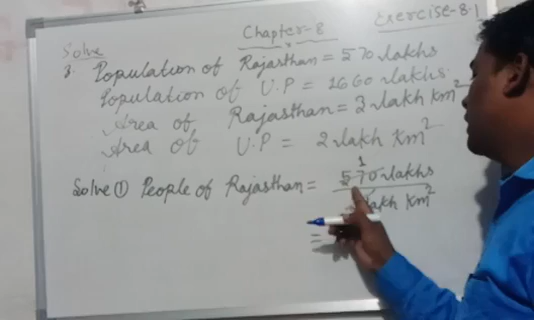 Chapter-8
Exercise-8.1
Solve
8. Population of Rajasthan = 570 lakhs
Population of U.P = 1660 lakhs.
Area of Rajasthan = 3 lakh Km²
Area of U.P = 2 lakh Km²
Solve ① People of Rajasthan = 570 lakhs
lakh Km²
=